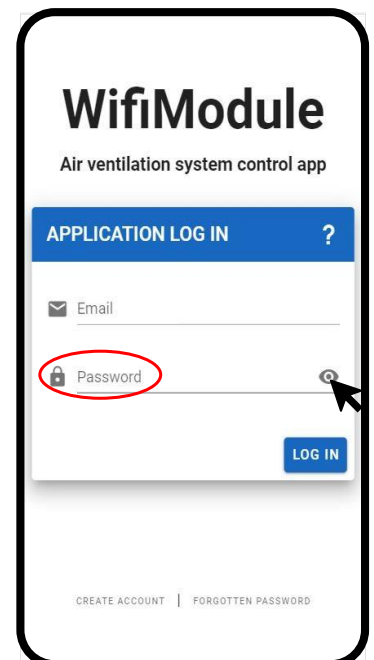 WifiModule
Air ventilation system control app
APPLICATION LOG IN ?
Email
Password
LOG IN
CREATE ACCOUNT | FORGOTTEN PASSWORD